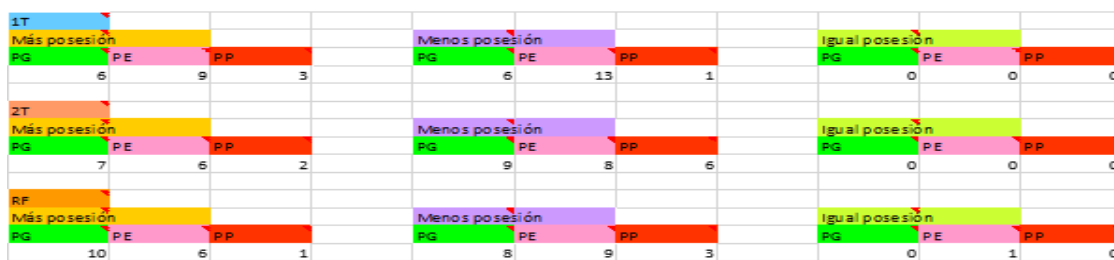 1T
Más posesión Menos posesión Igual posesión
PG PE PP PG PE PP PG PE PP
6 9 3 6 13 1 0 0 0
2T
Más posesión Menos posesión Igual posesión
PG PE PP PG PE PP PG PE PP
7 6 2 9 8 6 0 0 0
RF
Más posesión Menos posesión Igual posesión
PG PE PP PG PE PP PG PE PP
10 6 1 8 9 3 0 1 0